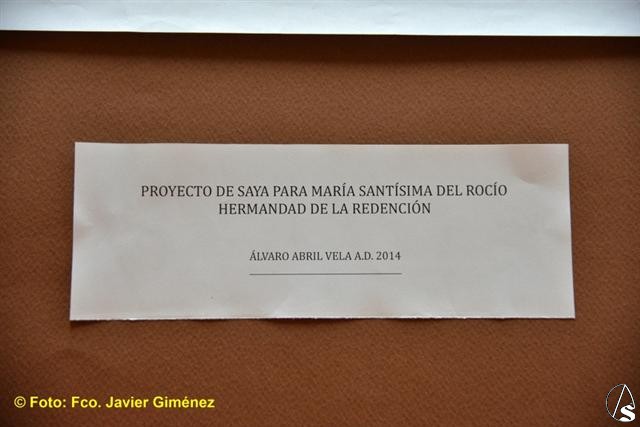 PROYECTO DE SAYA PARA MARÍA SANTÍSIMA DEL ROCÍO
HERMANDAD DE LA REDENCIÓN
ÁLVARO ABRIL VELA A.D. 2014
© Foto: Fco. Javier Giménez